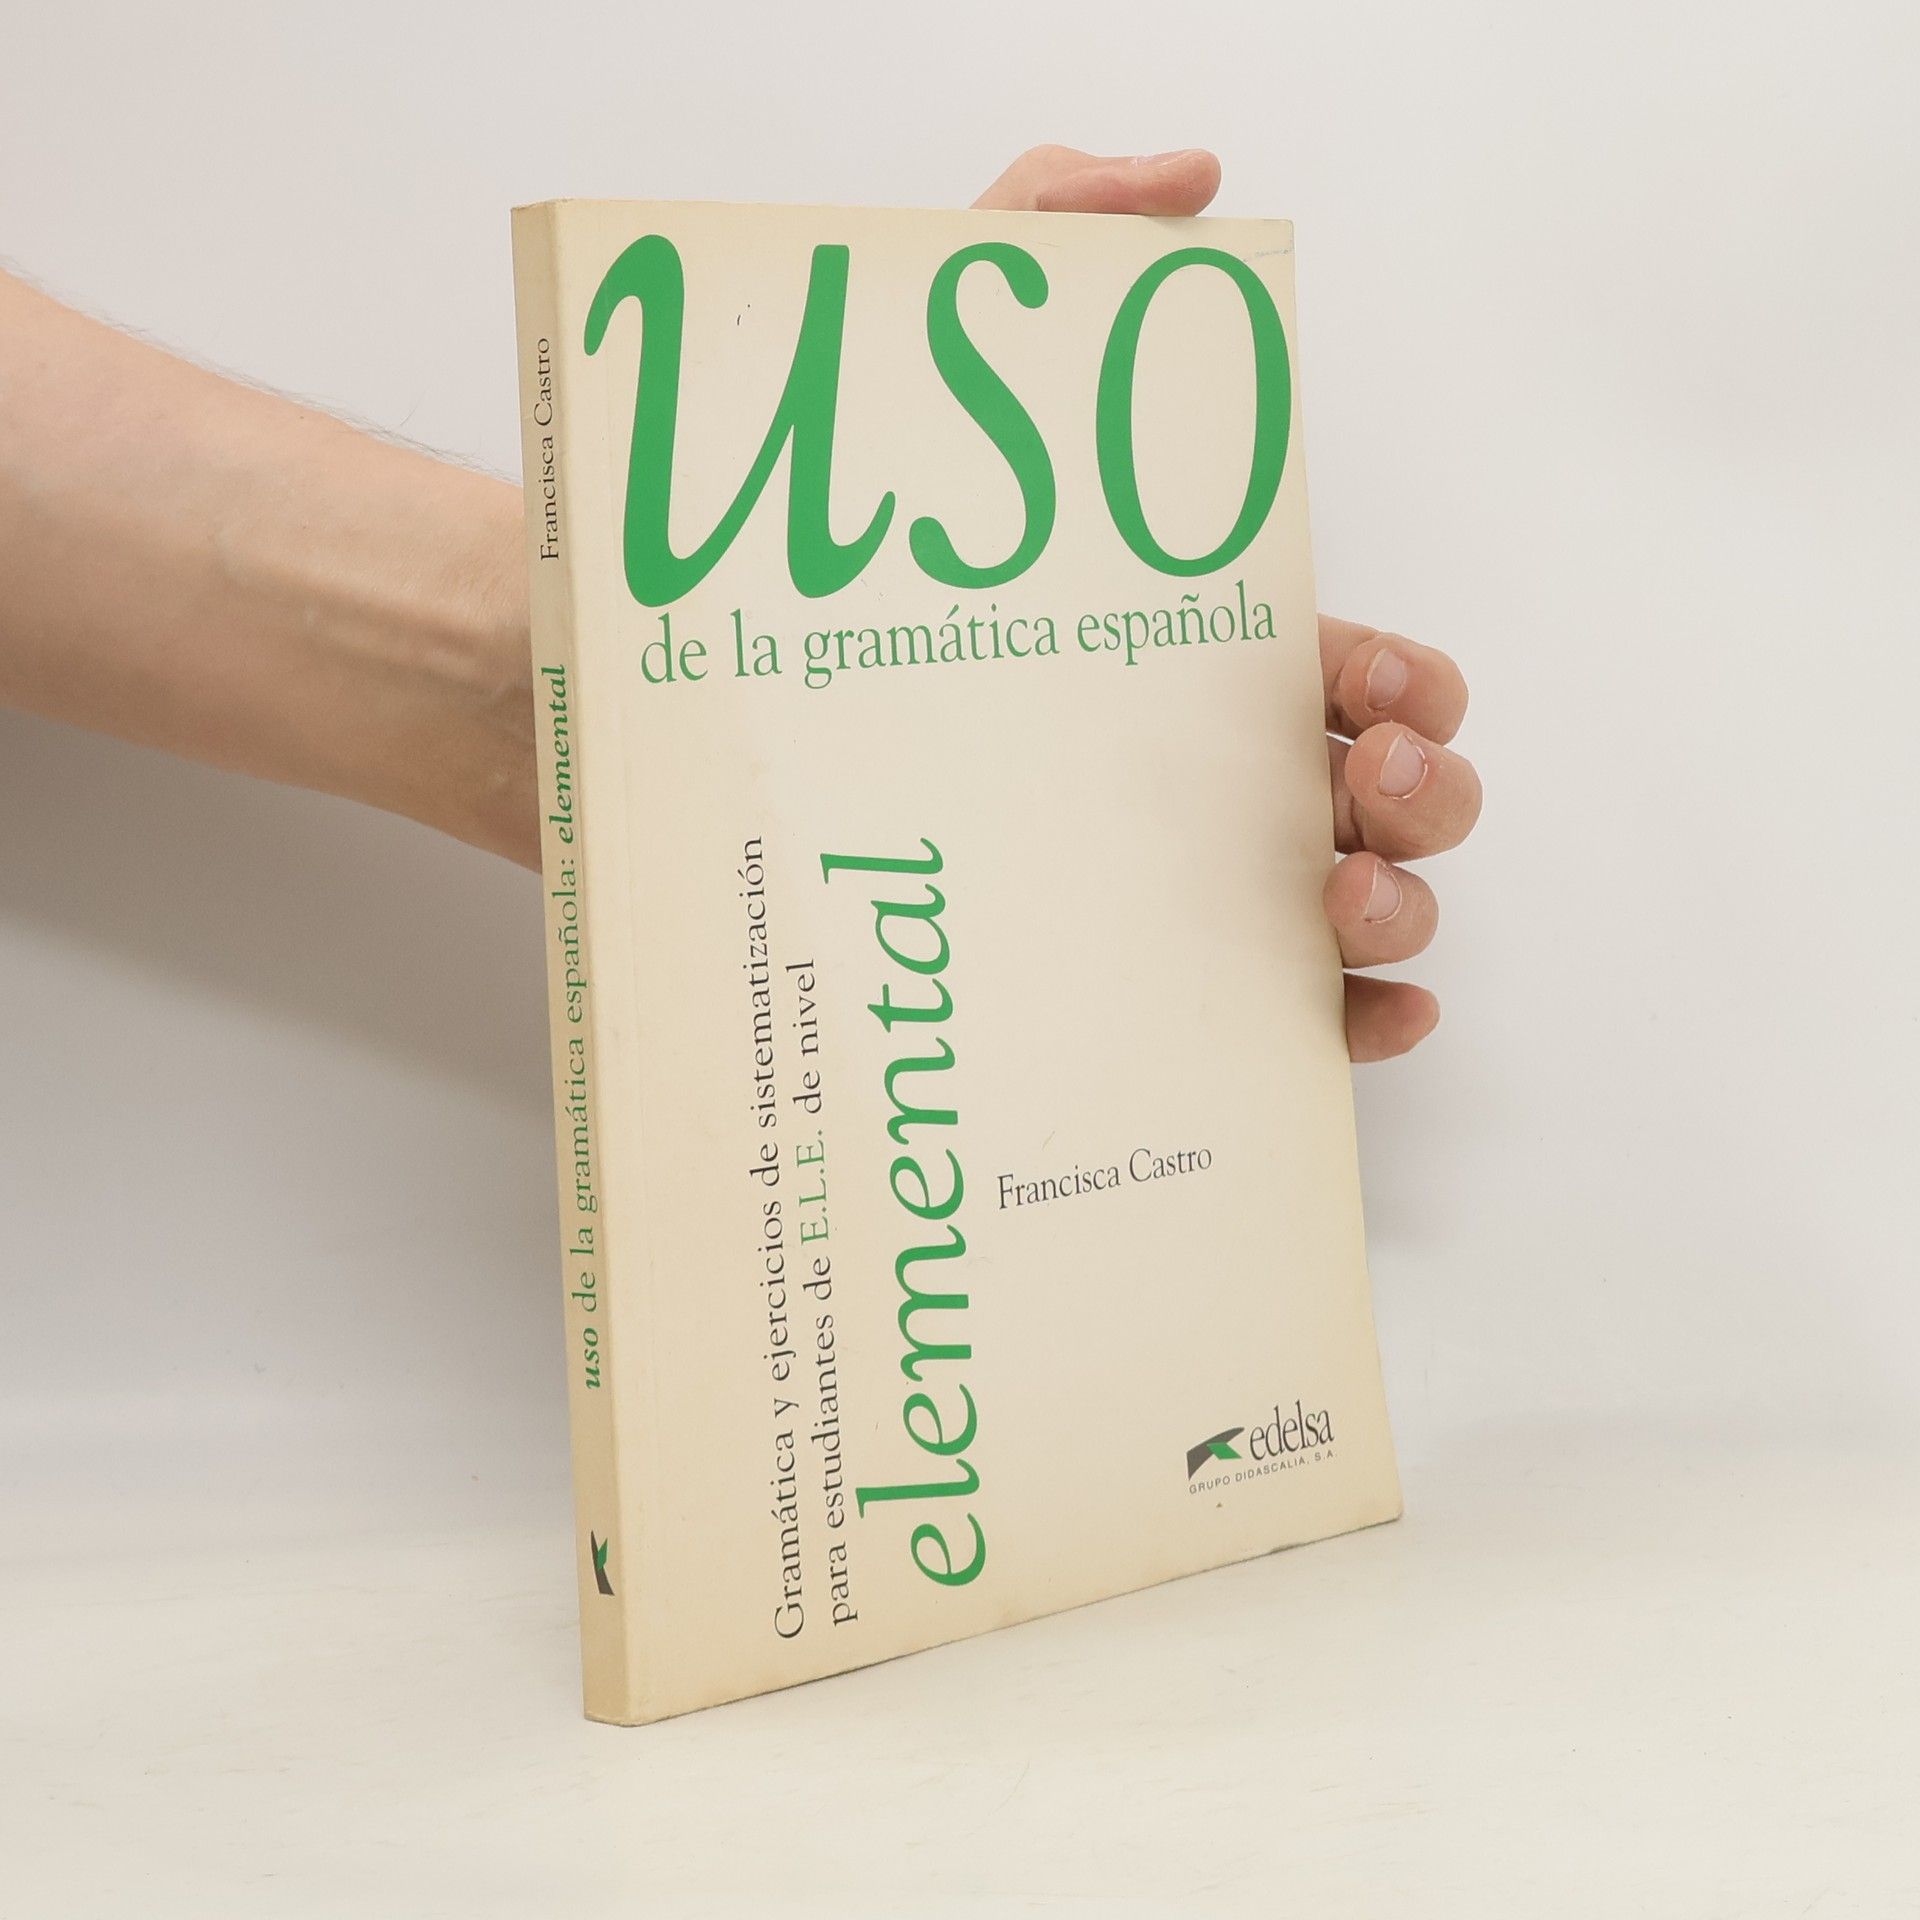 uso
de la gramática española
Gramática y ejercicios de sistematización
para estudiantes de E.L.E. de nivel
elemental
Francisca Castro
edelsa
GRUPO DIDASCALIA, S.A.
uso de la gramática española: elemental
Francisca Castro